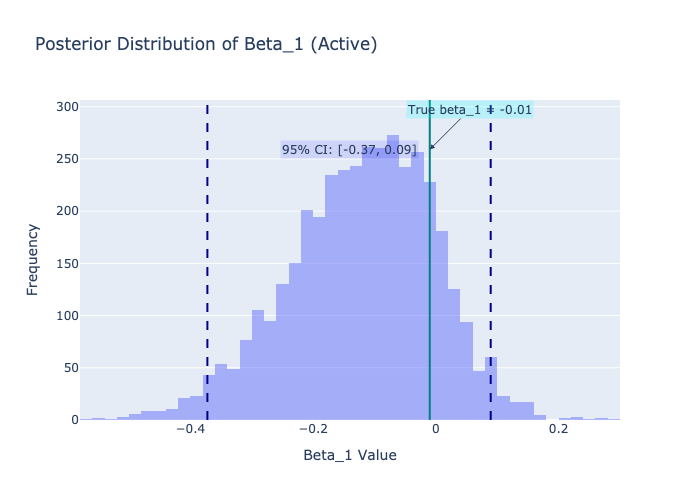 Posterior Distribution of Beta_1 (Active)
300
True beta_1 = -0.01
95% CI: [-0.37, 0.09]
250
200
150
100
50
0
Frequency
−0.4
−0.2
0
0.2
Beta_1 Value